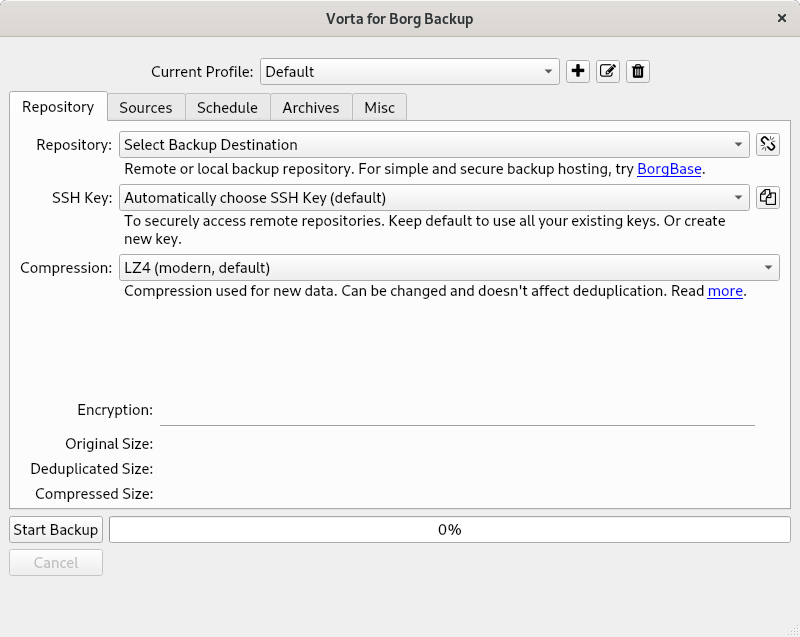 Vorta for Borg Backup
Current Profile: Default
Repository Sources Schedule Archives Misc
Repository: Select Backup Destination
Remote or local backup repository. For simple and secure backup hosting, try BorgBase.
SSH Key: Automatically choose SSH Key (default)
To securely access remote repositories. Keep default to use all your existing keys. Or create
new key.
Compression: LZ4 (modern, default)
Compression used for new data. Can be changed and doesn't affect deduplication. Read more.
Encryption:
Original Size:
Deduplicated Size:
Compressed Size:
Start Backup 0%
Cancel